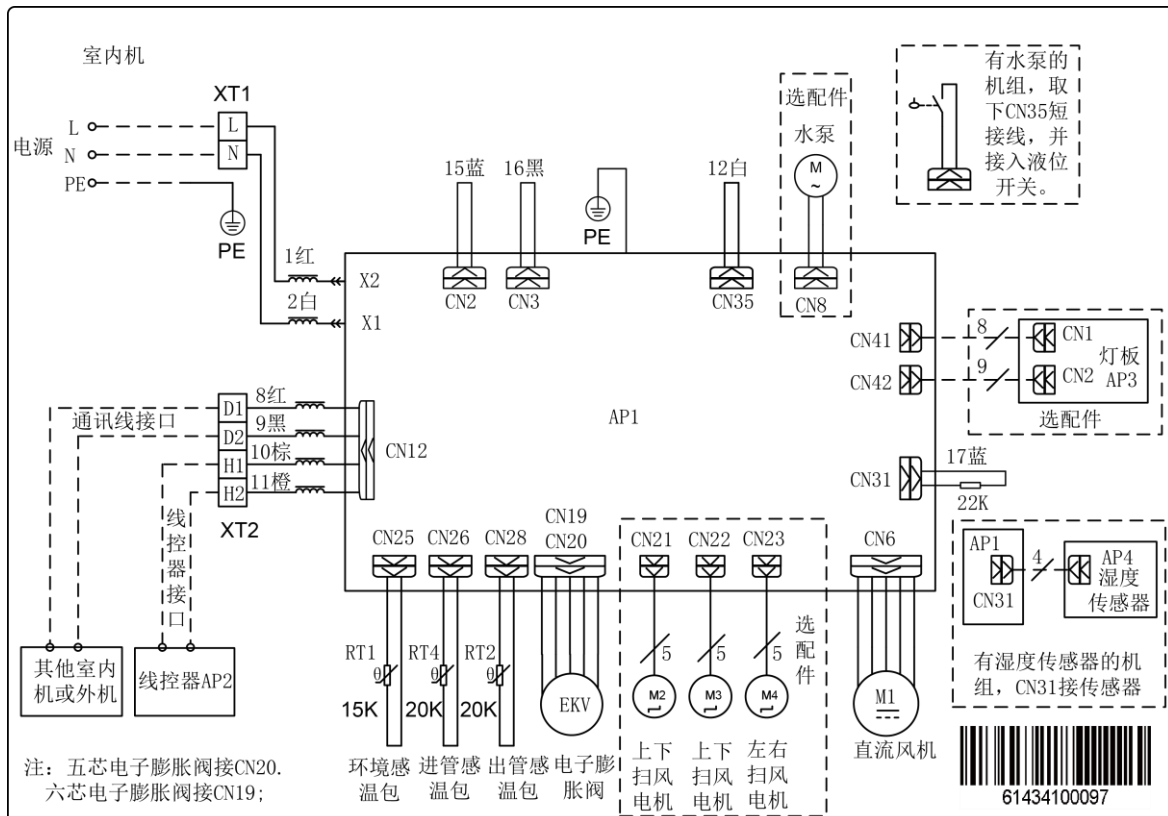 室内机
XT1
L
N
电源
L
N
PE
PE
1红
2白
X2
X1
15蓝
16黑
PE
12白
CN2
CN3
CN35
CN8
选配件
水泵
M
~
有水泵的
机组，取
下CN35短
接线，并
接入液位
开关。
CN41
CN42
8
9
CN1
CN2
灯板
AP3
选配件
AP1
通讯线接口
D1
D2
H1
H2
XT2
8红
9黑
10棕
11橙
CN12
线控器接口
CN31
17蓝
22K
CN25
CN26
CN28
CN19
CN20
CN21
CN22
CN23
CN6
AP1
CN31
4
AP4
湿度
传感器
有湿度传感器的机
组，CN31接传感器
其他室内
机或外机
线控器AP2
RT1
θ
15K
RT4
θ
20K
RT2
θ
20K
EKV
5
5
5
M2
M3
M4
选配件
M1
环境感
温包
进管感
温包
出管感
温包
电子膨
胀阀
上下
扫风
电机
上下
扫风
电机
左右
扫风
电机
直流风机
注：五芯电子膨胀阀接CN20.
六芯电子膨胀阀接CN19;
61434100097